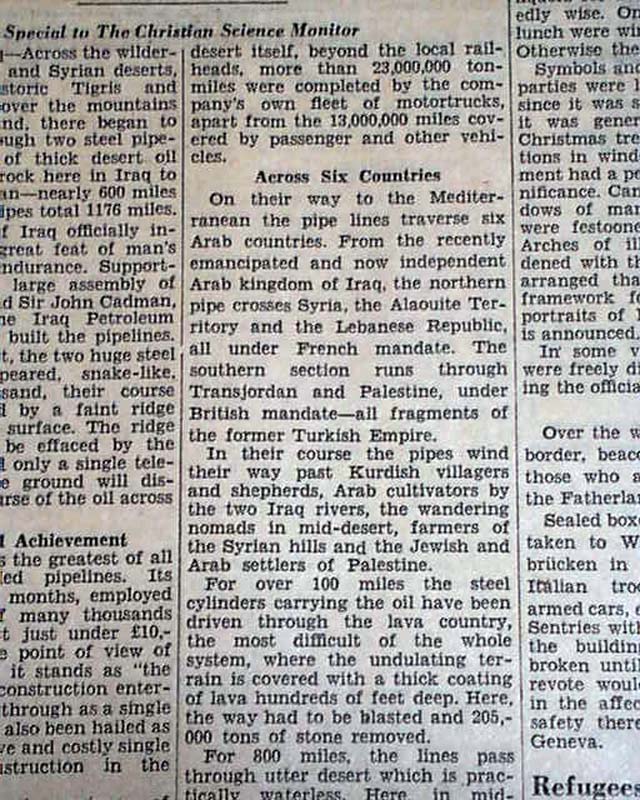 Special to The Christian Science Monitor
—Across the wilder-
and Syrian deserts,
Tigris and
over the mountains
there began to
two steel pipe-
of thick desert oil
rock here in Iraq to
—nearly 600 miles
pipes total 1176 miles.
Iraq officially in-
great feat of man's
endurance. Support-
large assembly of
Sir John Cadman,
Iraq Petroleum
built the pipelines.
the two huge steel
snake-like,
sand, their course
by a faint ridge
surface. The ridge
be effaced by the
only a single tele-
ground will dis-
of the oil across
Achievement
the greatest of all
pipelines. Its
months, employed
many thousands
just under £10,-
point of view of
it stands as "the
construction enter-
through as a single
also been hailed as
and costly single
in the
of
desert itself, beyond the local rail-
heads, more than 23,000,000 ton-
miles were completed by the com-
pany's own fleet of motortrucks,
apart from the 13,000,000 miles cov-
ered by passenger and other vehi-
cles.
Across Six Countries
On their way to the Mediter-
ranean the pipe lines traverse six
Arab countries. From the recently
emancipated and now independent
Arab kingdom of Iraq, the northern
pipe crosses Syria, the Alaouite Ter-
ritory and the Lebanese Republic,
all under French mandate. The
southern section runs through
Transjordan and Palestine, under
British mandate—all fragments of
the former Turkish Empire.
In their course the pipes wind
their way past Kurdish villagers
and shepherds, Arab cultivators by
the two Iraq rivers, the wandering
nomads in mid-desert, farmers of
the Syrian hills and the Jewish and
Arab settlers of Palestine.
For over 100 miles the steel
cylinders carrying the oil have been
driven through the lava country,
the most difficult of the whole
system, where the undulating ter-
rain is covered with a thick coating
of lava hundreds of feet deep. Here,
the way had to be blasted and 205,-
000 tons of stone removed.
For 800 miles, the lines pass
through utter desert which is prac-
tically waterless. Here in mid-
edly wise. On
lunch were
Otherwise the
Symbols and
parties were
since it was
it was gener
Christmas tre
tions in wind
ment had a pe
nificance. Can
dows of man
were festoone
Arches of ill
dened with th
arranged tha
framework fo
portraits of
is announced.
In some v
were freely di
ing the officia
Over the w
border, beac
those who a
the Fatherla
Sealed box
taken to W
brücken in
Italian troo
armed cars,
Sentries with
the building
broken until
revote woul
in the affec
safety there
Geneva.
Refugees